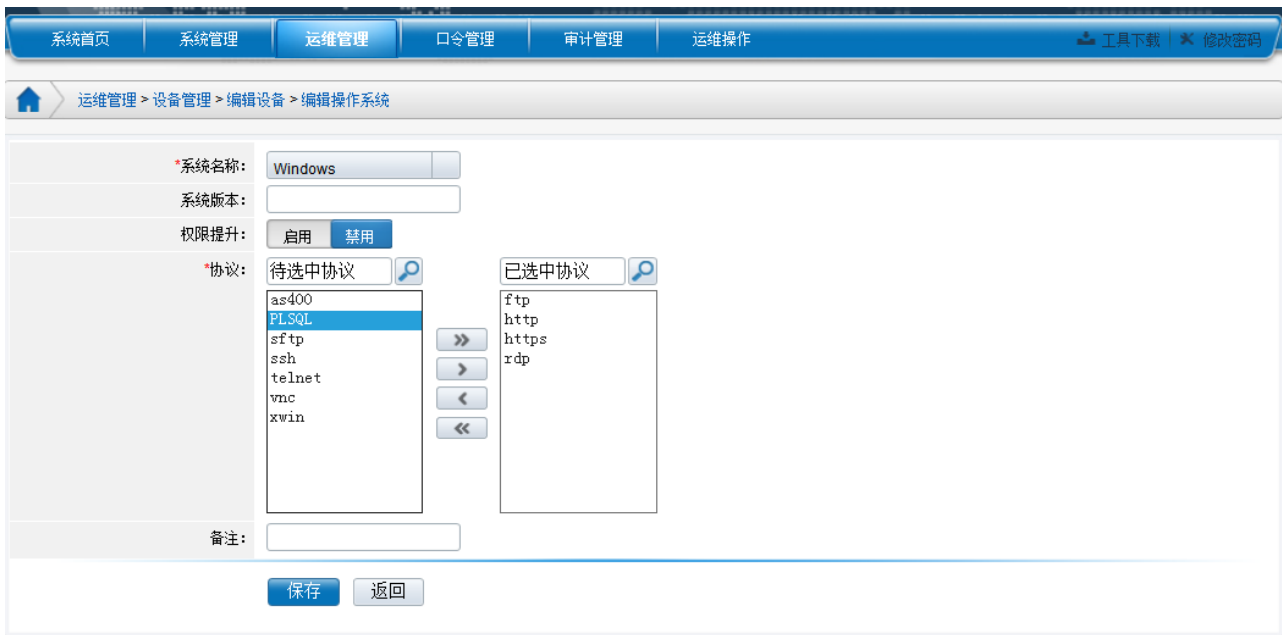 系统首页 系统管理 运维管理 口令管理 审计管理 运维操作 工具下载 修改密码
运维管理 > 设备管理 > 编辑设备 > 编辑操作系统
*系统名称: Windows
系统版本:
权限提升: 启用 禁用
*协议: 待选中协议 已选中协议
as400 ftp
PLSQL http
sftp https
ssh rdp
telnet
vnc
xwin
备注:
保存 返回